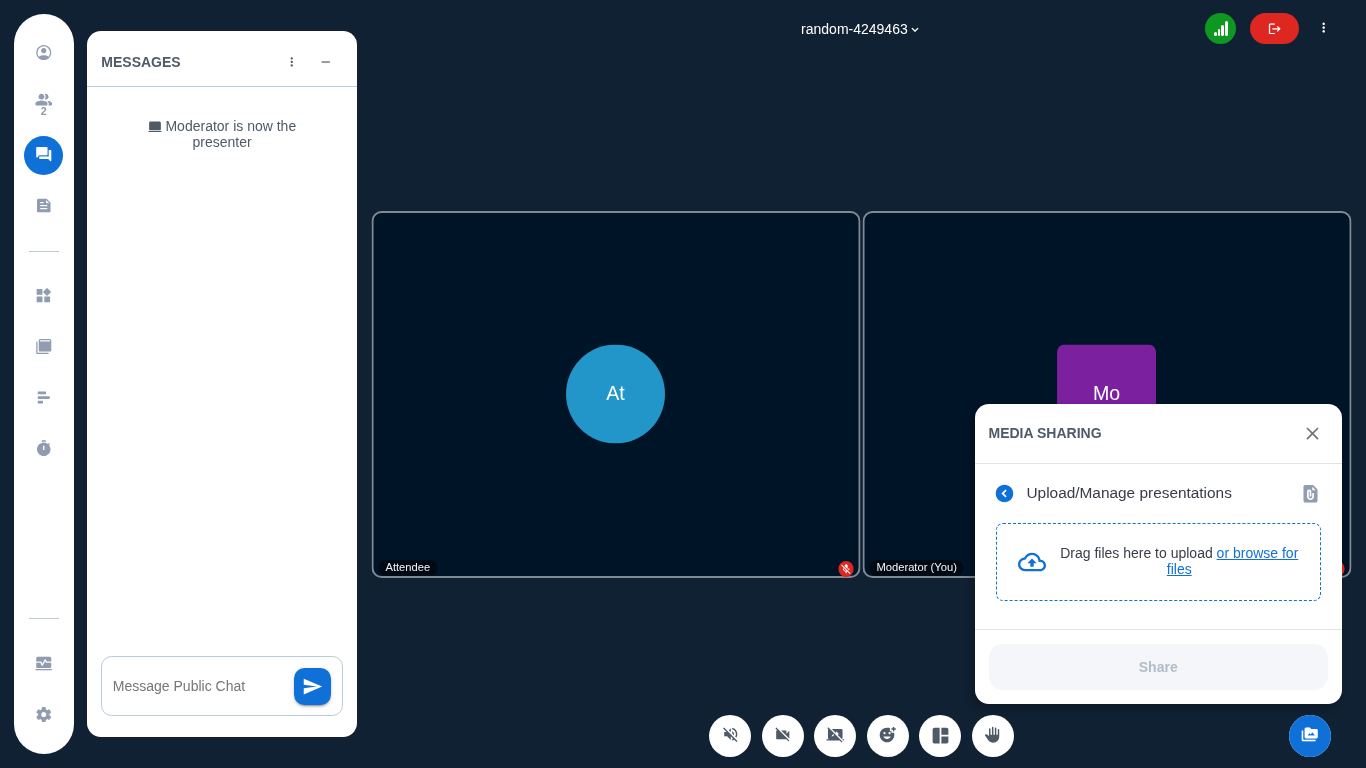 random-4249463
2
MESSAGES
Moderator is now the
presenter
Message Public Chat
At
Attendee
Mo
Moderator (You)
MEDIA SHARING
Upload/Manage presentations
Drag files here to upload or browse for
files
Share